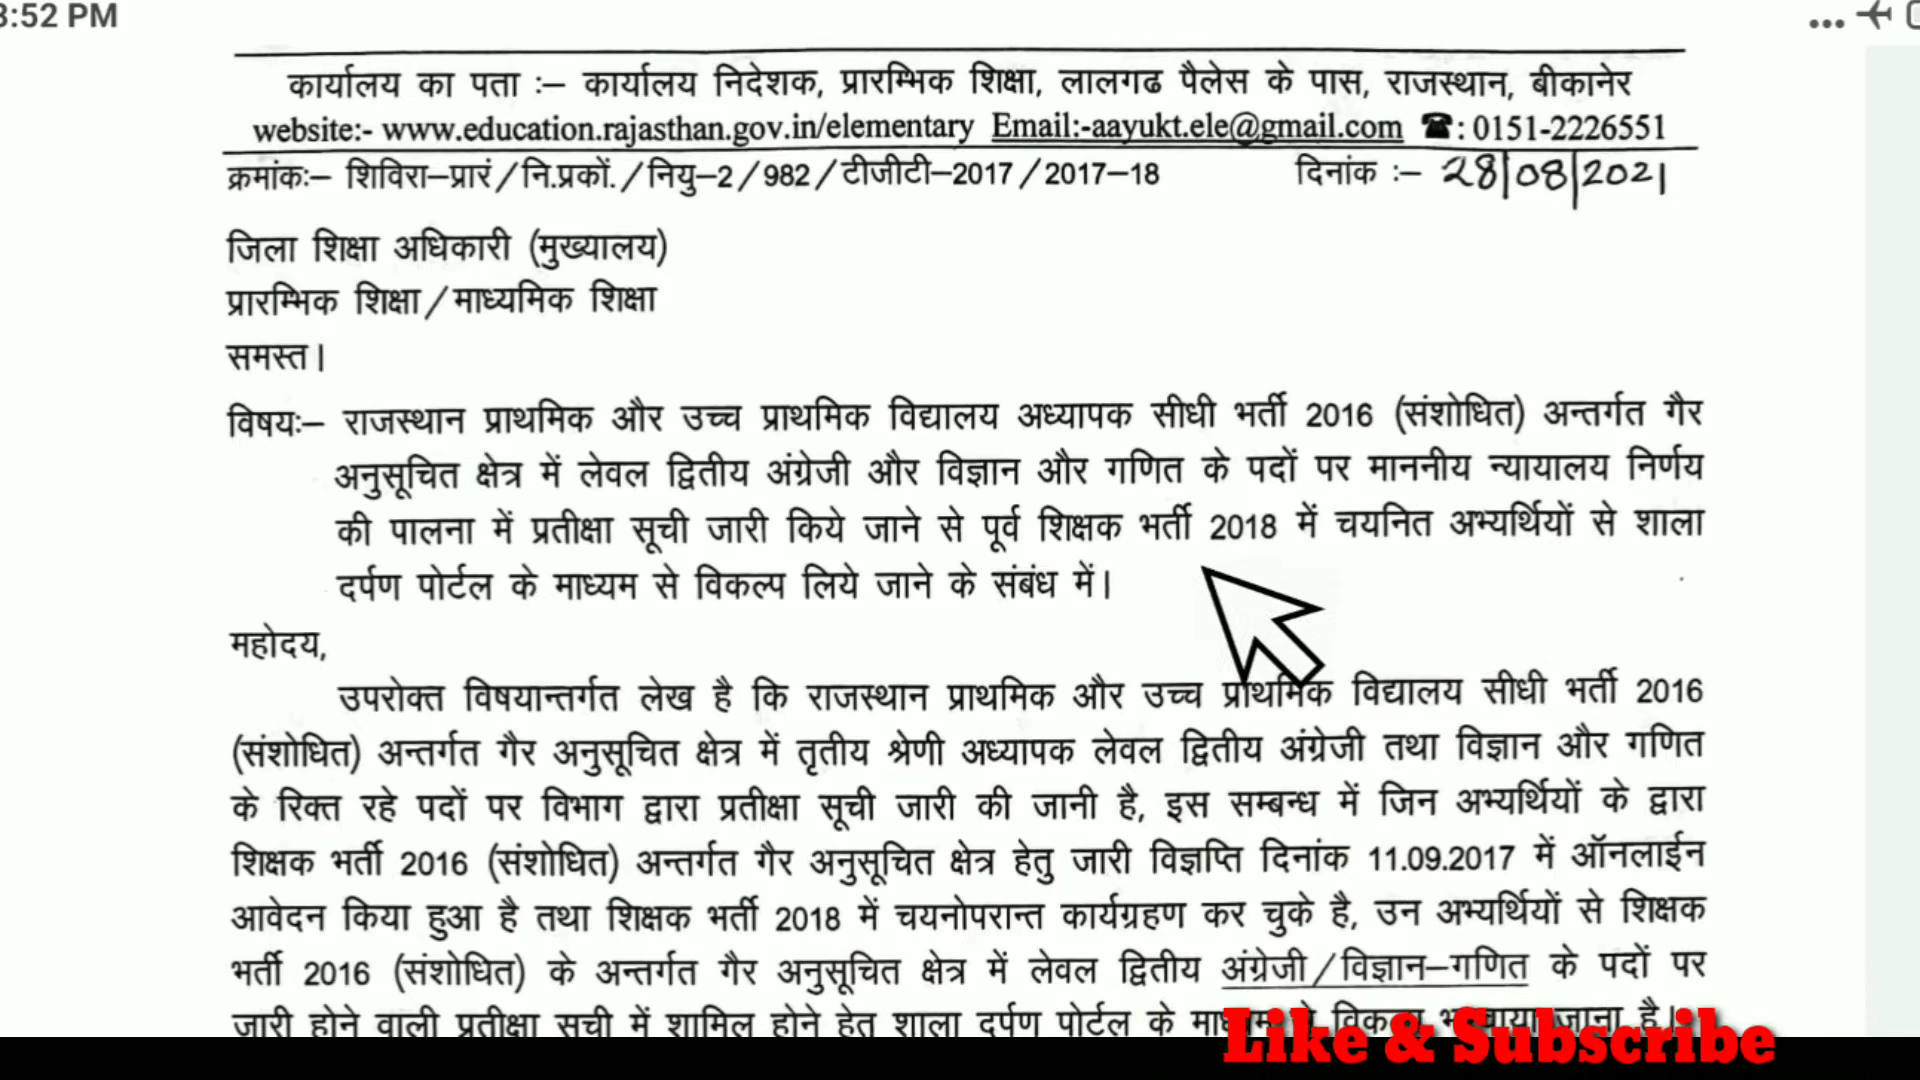 3:52 PM
कार्यालय का पता :– कार्यालय निदेशक, प्रारम्भिक शिक्षा, लालगढ पैलेस के पास, राजस्थान, बीकानेर
website:- www.education.rajasthan.gov.in/elementary Email:-aayukt.ele@gmail.com ☎: 0151-2226551
क्रमांकः– शिविरा–प्रारं/नि.प्रकों./नियु–2/982/टीजीटी–2017/2017–18 दिनांक :– 28/08/2021
जिला शिक्षा अधिकारी (मुख्यालय)
प्रारम्भिक शिक्षा/माध्यमिक शिक्षा
समस्त।
विषयः– राजस्थान प्राथमिक और उच्च प्राथमिक विद्यालय अध्यापक सीधी भर्ती 2016 (संशोधित) अन्तर्गत गैर
अनुसूचित क्षेत्र में लेवल द्वितीय अंग्रेजी और विज्ञान और गणित के पदों पर माननीय न्यायालय निर्णय
की पालना में प्रतीक्षा सूची जारी किये जाने से पूर्व शिक्षक भर्ती 2018 में चयनित अभ्यर्थियों से शाला
दर्पण पोर्टल के माध्यम से विकल्प लिये जाने के संबंध में।
महोदय,
उपरोक्त विषयान्तर्गत लेख है कि राजस्थान प्राथमिक और उच्च प्राथमिक विद्यालय सीधी भर्ती 2016
(संशोधित) अन्तर्गत गैर अनुसूचित क्षेत्र में तृतीय श्रेणी अध्यापक लेवल द्वितीय अंग्रेजी तथा विज्ञान और गणित
के रिक्त रहे पदों पर विभाग द्वारा प्रतीक्षा सूची जारी की जानी है, इस सम्बन्ध में जिन अभ्यर्थियों के द्वारा
शिक्षक भर्ती 2016 (संशोधित) अन्तर्गत गैर अनुसूचित क्षेत्र हेतु जारी विज्ञप्ति दिनांक 11.09.2017 में ऑनलाईन
आवेदन किया हुआ है तथा शिक्षक भर्ती 2018 में चयनोपरान्त कार्यग्रहण कर चुके है, उन अभ्यर्थियों से शिक्षक
भर्ती 2016 (संशोधित) के अन्तर्गत गैर अनुसूचित क्षेत्र में लेवल द्वितीय अंग्रेजी/विज्ञान–गणित के पदों पर
जारी होने वाली प्रतीक्षा सूची में शामिल होने हेतु शाला दर्पण पोर्टल के जाना है।
Like & Subscribe